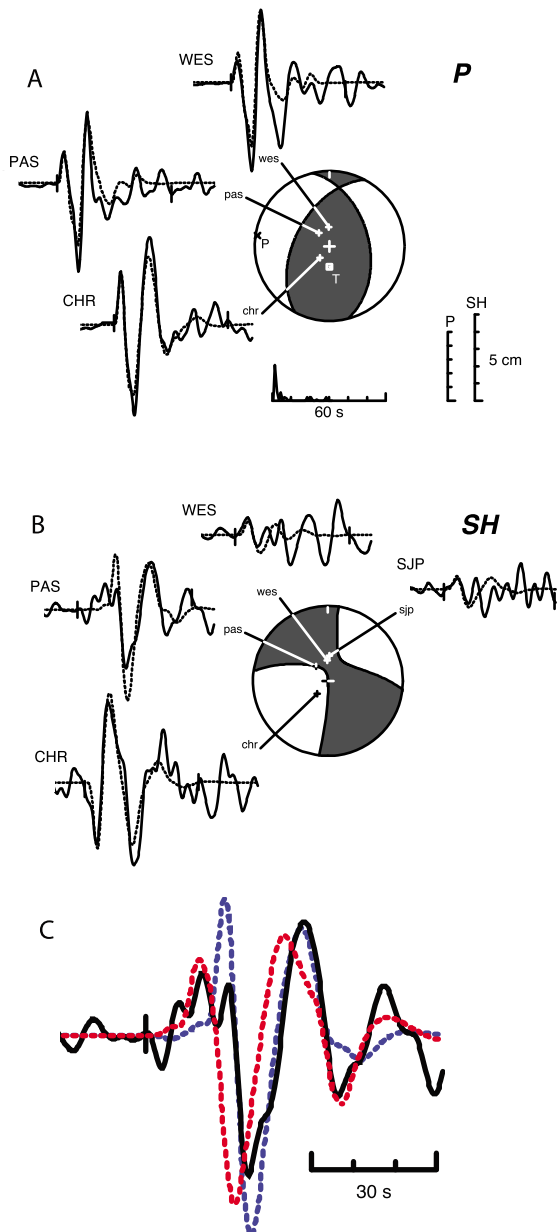 A
WES
P
PAS
wes
pas
P
T
CHR
chr
P
SH
5 cm
60 s
B
WES
SH
PAS
SJP
wes
sjp
pas
CHR
chr
C
30 s